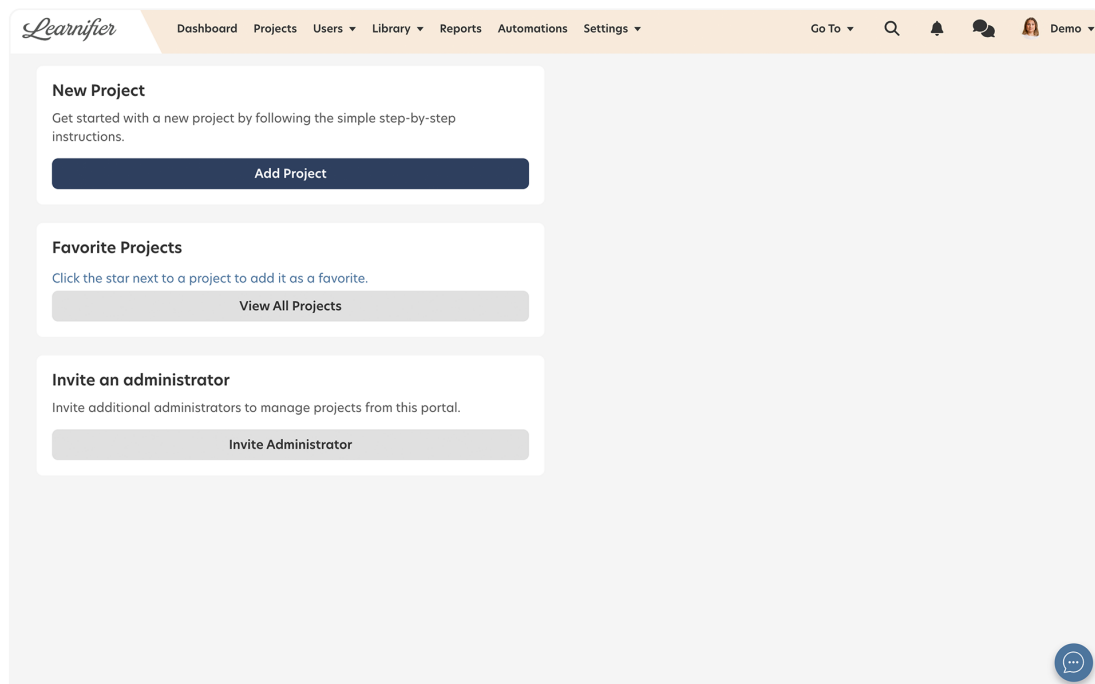 Learnifier
Dashboard Projects Users Library Reports Automations Settings Go To Demo
New Project
Get started with a new project by following the simple step-by-step
instructions.
Add Project
Favorite Projects
Click the star next to a project to add it as a favorite.
View All Projects
Invite an administrator
Invite additional administrators to manage projects from this portal.
Invite Administrator